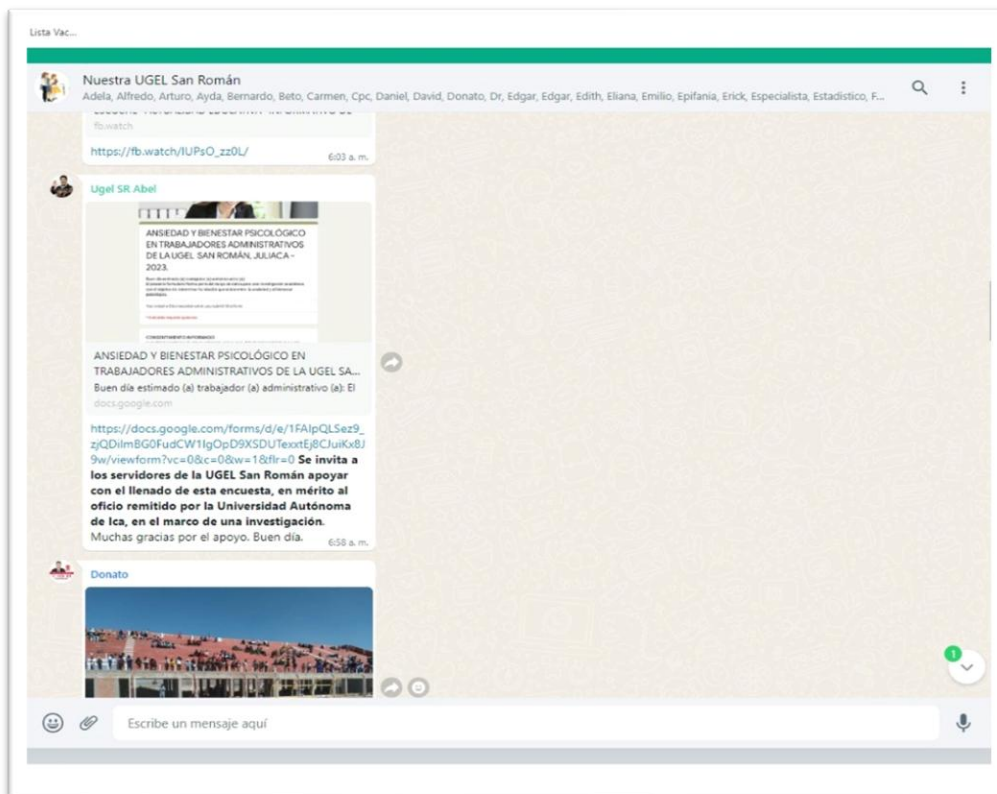 Lista Vac...
Nuestra UGEL San Román
Adela, Alfredo, Arturo, Ayda, Bernardo, Beto, Carmen, Cpc, Daniel, David, Donato, Dr, Edgar, Edgar, Edith, Eliana, Emilio, Epifania, Erick, Especialista, Estadistico, F...
fb.watch
https://fb.watch/IUPsO_zz0L/
6:03 a. m.
Ugel SR Abel
ANSIEDAD Y BIENESTAR PSICOLÓGICO
EN TRABAJADORES ADMINISTRATIVOS
DE LA UGEL SAN ROMÁN, JULIACA -
2023.
CONSENTIMIENTO INFORMADO
ANSIEDAD Y BIENESTAR PSICOLÓGICO EN
TRABAJADORES ADMINISTRATIVOS DE LA UGEL SA...
Buen día estimado (a) trabajador (a) administrativo (a): El
docs.google.com
https://docs.google.com/forms/d/e/1FAIpQLSez9_
zjQDiImBG0FudCW1IgOpD9XSDUTexxtEj8CJuiKx8J
9w/viewform?vc=0&c=0&w=1&flr=0 Se invita a
los servidores de la UGEL San Román apoyar
con el llenado de esta encuesta, en mérito al
oficio remitido por la Universidad Autónoma
de Ica, en el marco de una investigación.
Muchas gracias por el apoyo. Buen día.
6:58 a. m.
Donato
1
Escribe un mensaje aquí